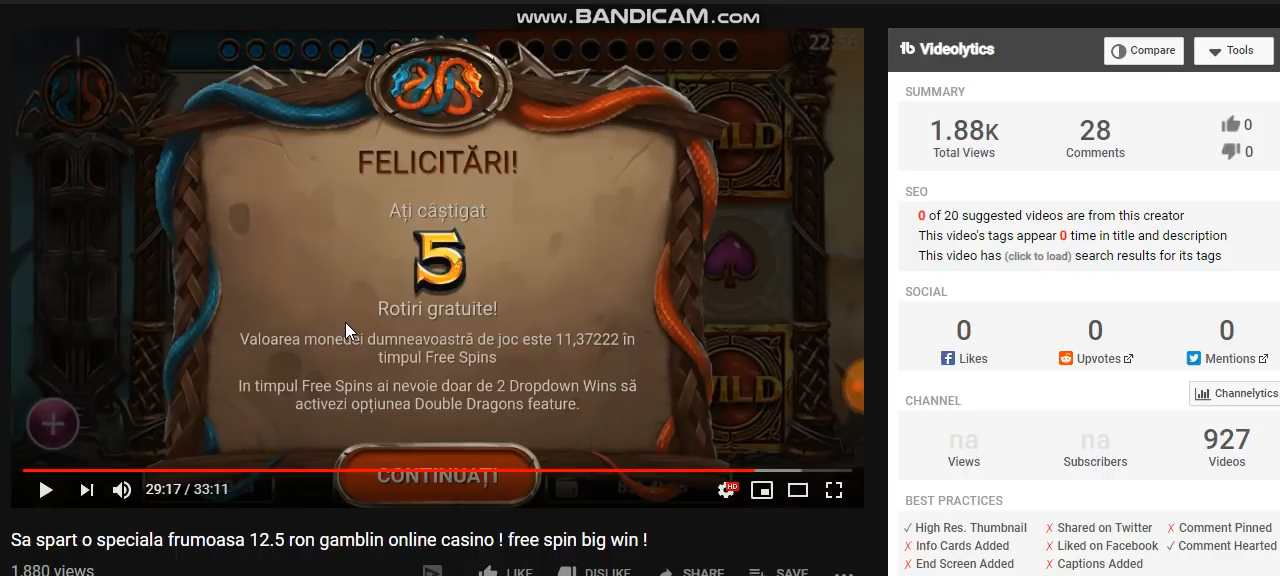 www.BANDICAM.com
22:56
WILD
WILD
FELICITĂRI!
Ați câștigat
5
Rotiri gratuite!
Valoarea monedei dumneavoastră de joc este 11,37222 în
timpul Free Spins
In timpul Free Spins ai nevoie doar de 2 Dropdown Wins să
activezi opțiunea Double Dragons feature.
CONTINUAȚI
29:17 / 33:11
HD
Sa spart o speciala frumoasa 12.5 ron gamblin online casino ! free spin big win !
1,880 views
LIKE
DISLIKE
SHARE
SAVE
Videolytics
Compare
Tools
SUMMARY
1.88K
28
0
Total Views
Comments
0
SEO
0 of 20 suggested videos are from this creator
This video's tags appear 0 time in title and description
This video has (click to load) search results for its tags
SOCIAL
0
0
0
Likes
Upvotes
Mentions
CHANNEL
Channelytics
na
na
927
Views
Subscribers
Videos
BEST PRACTICES
✓ High Res. Thumbnail
✗ Shared on Twitter
✗ Comment Pinned
✗ Info Cards Added
✗ Liked on Facebook
✓ Comment Hearted
✗ End Screen Added
✗ Captions Added